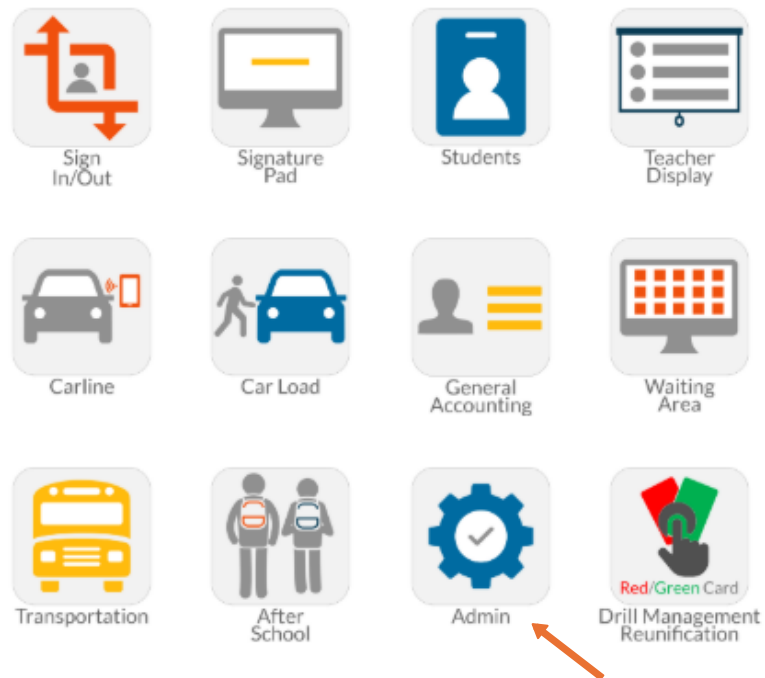 Sign
In/Out
Signature
Pad
Students
Teacher
Display
Carline
Car Load
General
Accounting
Waiting
Area
Transportation
After
School
Admin
Red/Green Card
Drill Management
Reunification